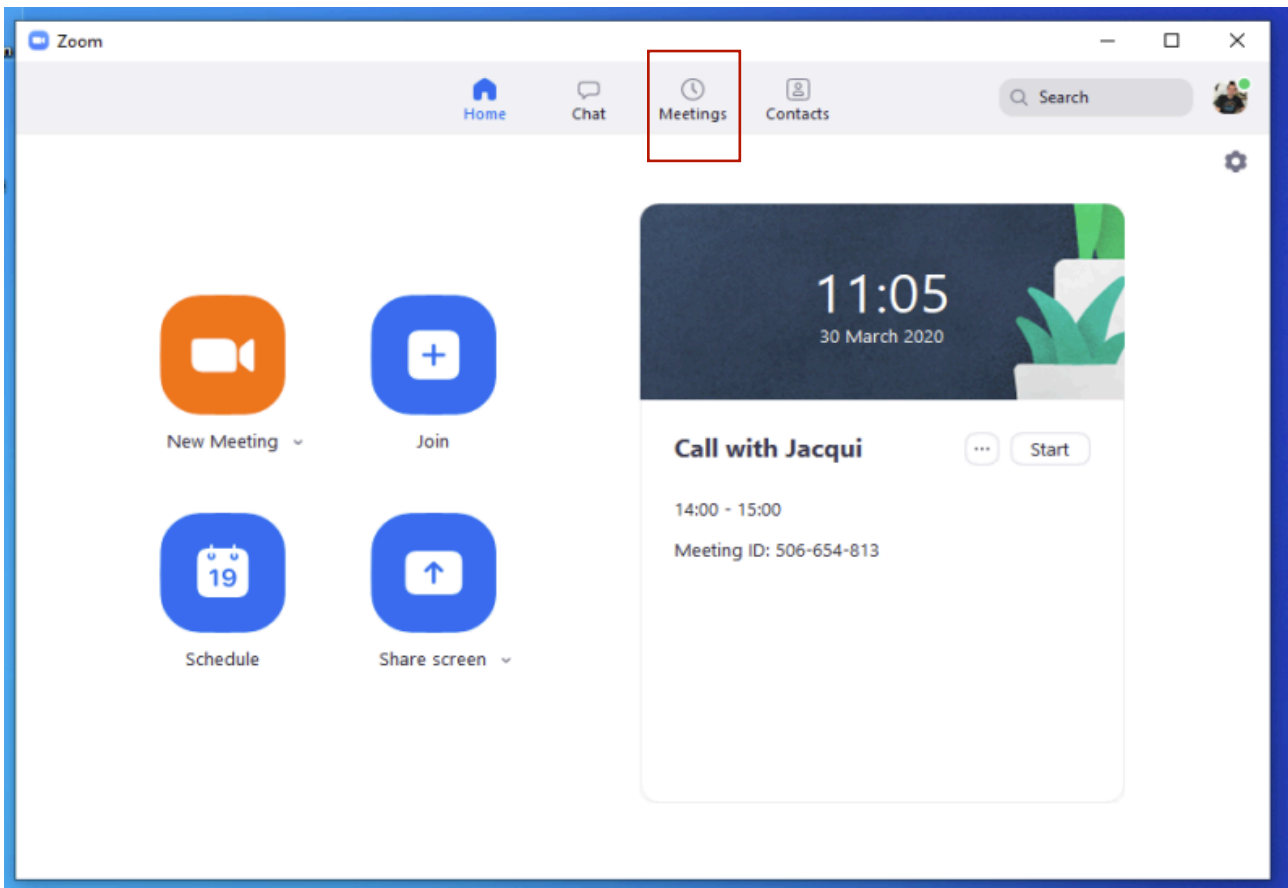 Zoom
Home
Chat
Meetings
Contacts
Search
11:05
30 March 2020
New Meeting
Join
19
Schedule
Share screen
Call with Jacqui
Start
14:00 - 15:00
Meeting ID: 506-654-813